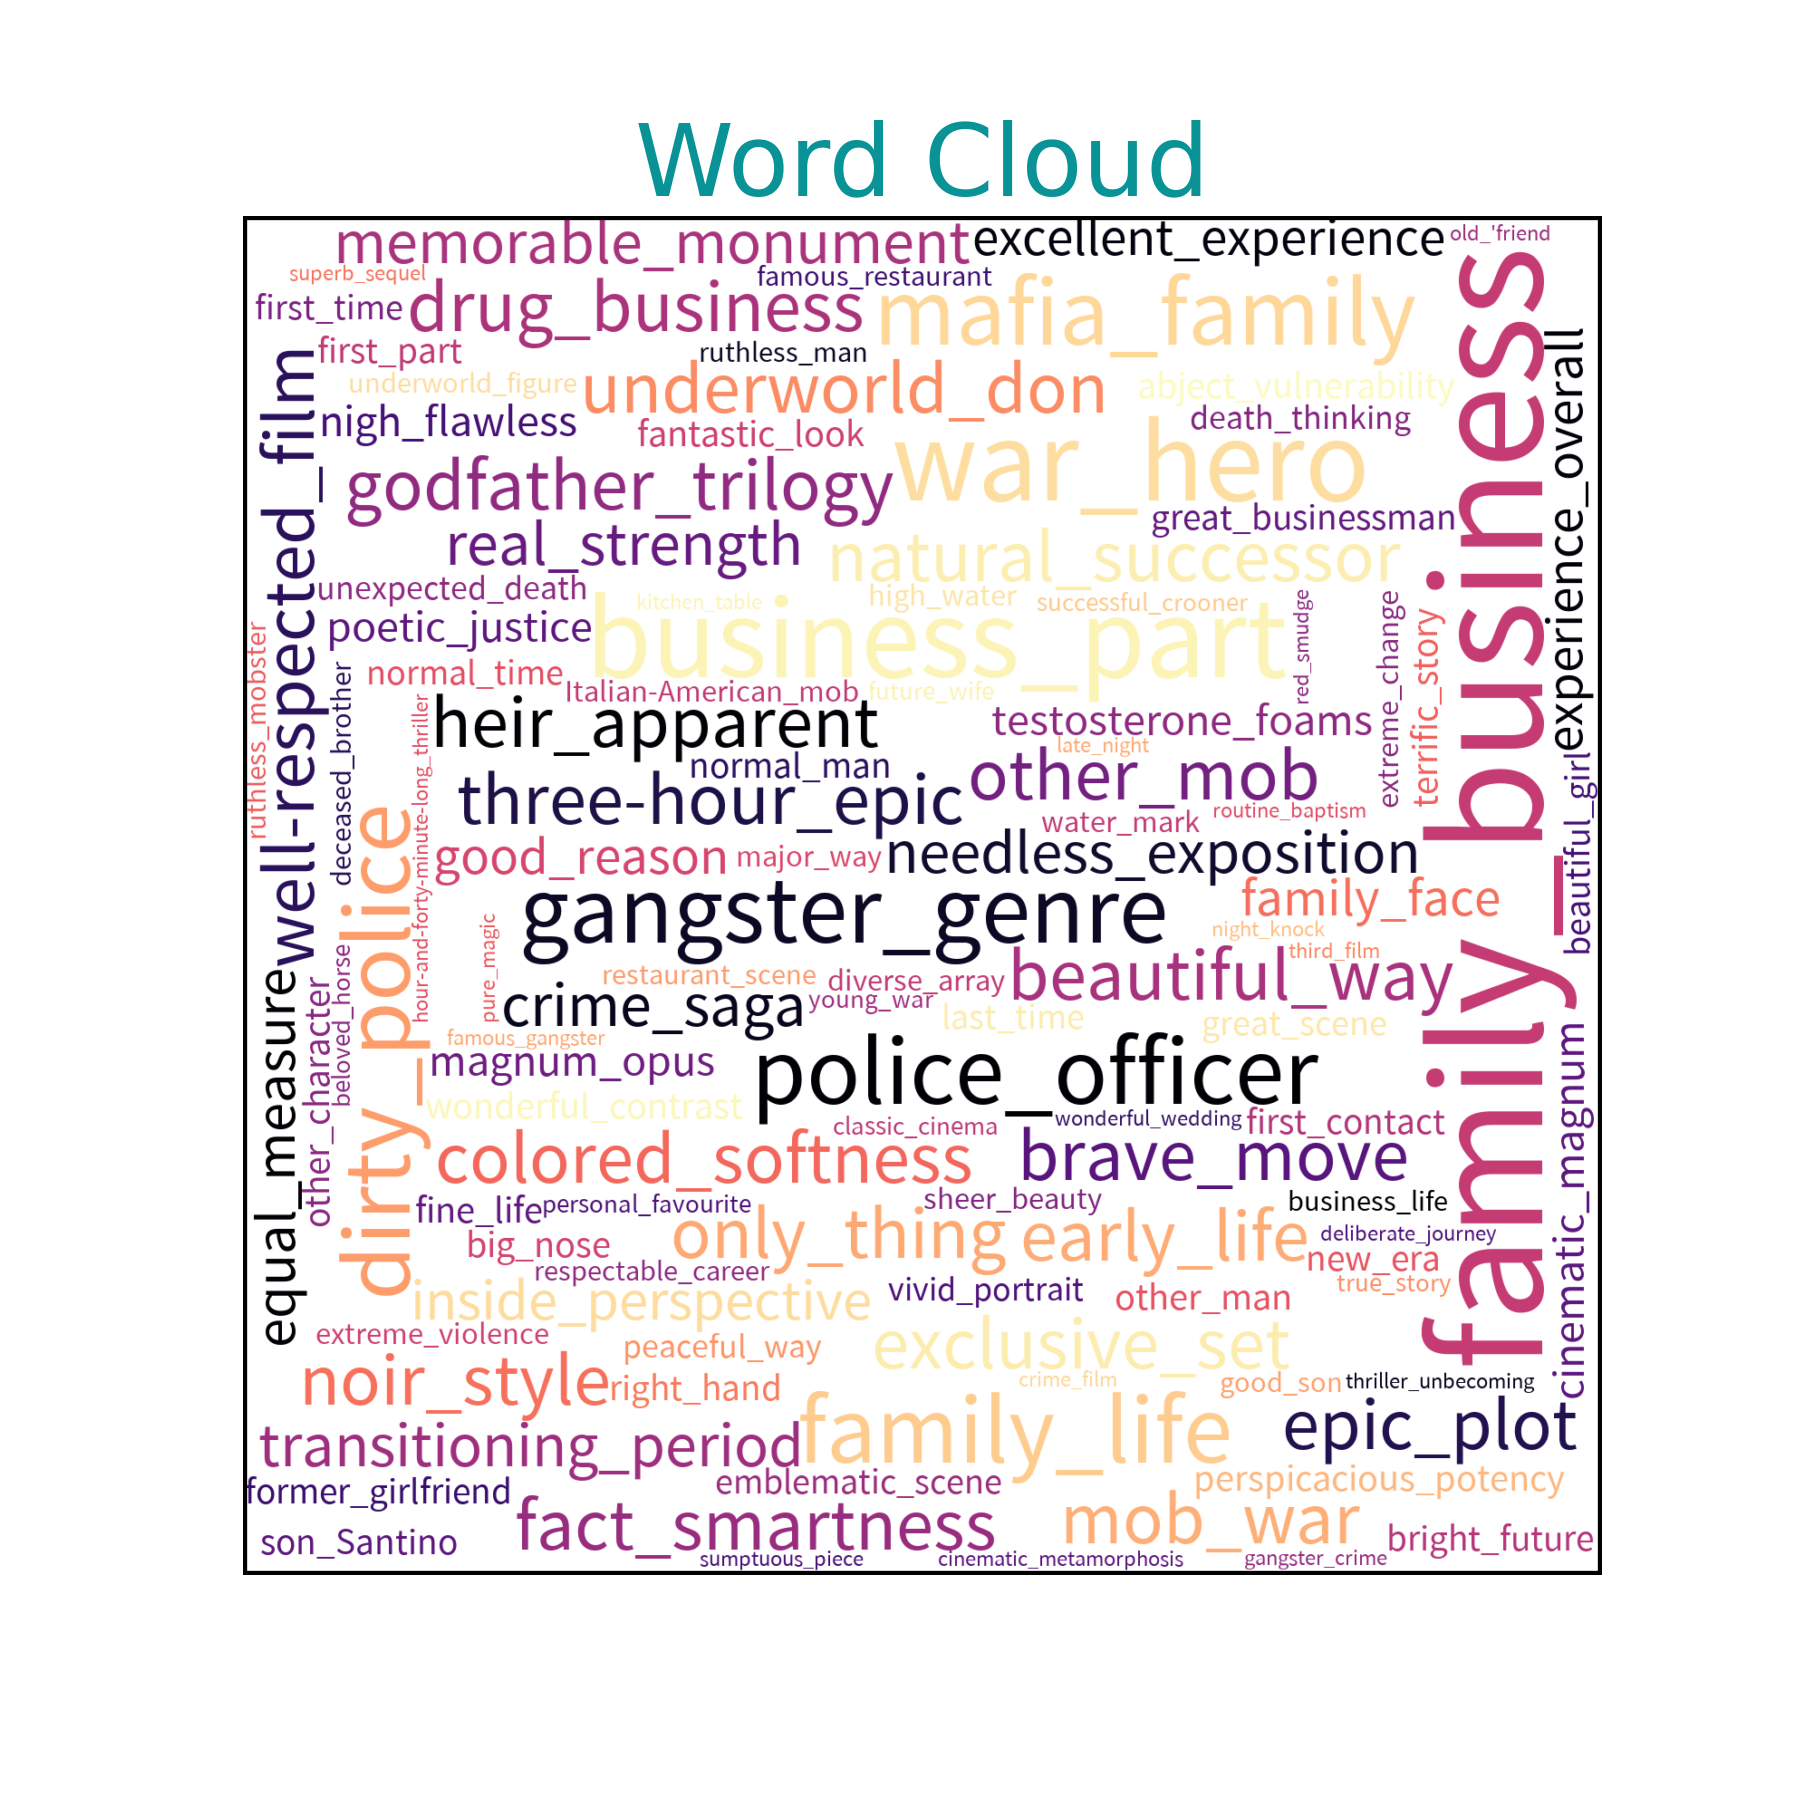 Word Cloud
memorable_monument
excellent_experience
old_'friend
superb_sequel
famous_restaurant
first_time
drug_business
mafia_family
first_part
ruthless_man
underworld_figure
underworld_don
abject_vulnerability
nigh_flawless
fantastic_look
death_thinking
war_hero
godfather_trilogy
great_businessman
real_strength
natural_successor
unexpected_death
kitchen_table
high_water
successful_crooner
red_smudge
extreme_change
terrific_story
family_business
experience_overall
well-respected_film
ruthless_mobster
poetic_justice
business_part
deceased_brother
normal_time
Italian-American_mob
future_wife
hour-and-forty-minute-long_thriller
heir_apparent
testosterone_foams
late_night
normal_man
other_mob
three-hour_epic
routine_baptism
water_mark
beautiful_girl
dirty_police
good_reason
major_way
needless_exposition
gangster_genre
family_face
pure_magic
night_knock
third_film
beautiful_way
restaurant_scene
diverse_array
young_war
crime_saga
last_time
great_scene
equal_measure
other_character
beloved_horse
famous_gangster
magnum_opus
police_officer
cinematic_magnum
wonderful_contrast
classic_cinema
wonderful_wedding
first_contact
colored_softness
brave_move
fine_life
personal_favourite
sheer_beauty
business_life
only_thing
early_life
deliberate_journey
big_nose
new_era
respectable_career
true_story
inside_perspective
vivid_portrait
other_man
extreme_violence
peaceful_way
exclusive_set
noir_style
right_hand
crime_film
good_son
thriller_unbecoming
family_life
epic_plot
transitioning_period
former_girlfriend
emblematic_scene
perspicacious_potency
fact_smartness
mob_war
son_Santino
bright_future
sumptuous_piece
cinematic_metamorphosis
gangster_crime